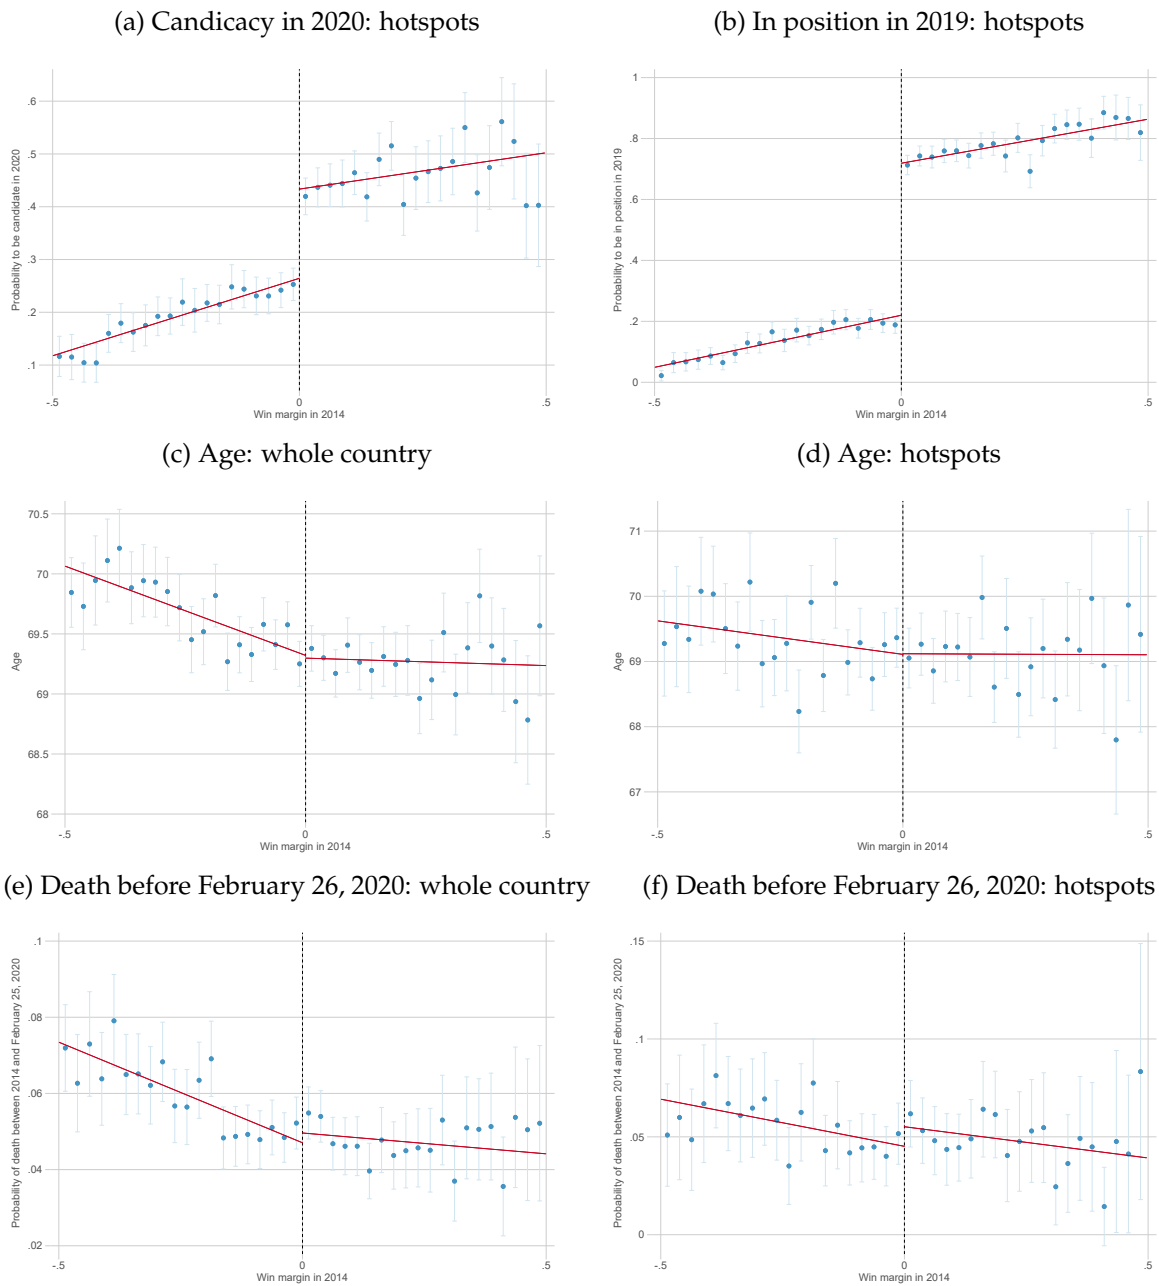 (a) Candicacy in 2020: hotspots
Probability to be candidate in 2020
.6
.5
.4
.3
.2
.1
-.5
0
.5
Win margin in 2014
(b) In position in 2019: hotspots
Probability to be in position in 2019
1
.8
.6
.4
.2
0
-.5
0
.5
Win margin in 2014
(c) Age: whole country
Age
70.5
70
69.5
69
68.5
68
-.5
0
.5
Win margin in 2014
(d) Age: hotspots
Age
71
70
69
68
67
-.5
0
.5
Win margin in 2014
(e) Death before February 26, 2020: whole country
Probability of death between 2014 and February 25, 2020
.1
.08
.06
.04
.02
-.5
0
.5
Win margin in 2014
(f) Death before February 26, 2020: hotspots
Probability of death between 2014 and February 25, 2020
.15
.1
.05
0
-.5
0
.5
Win margin in 2014